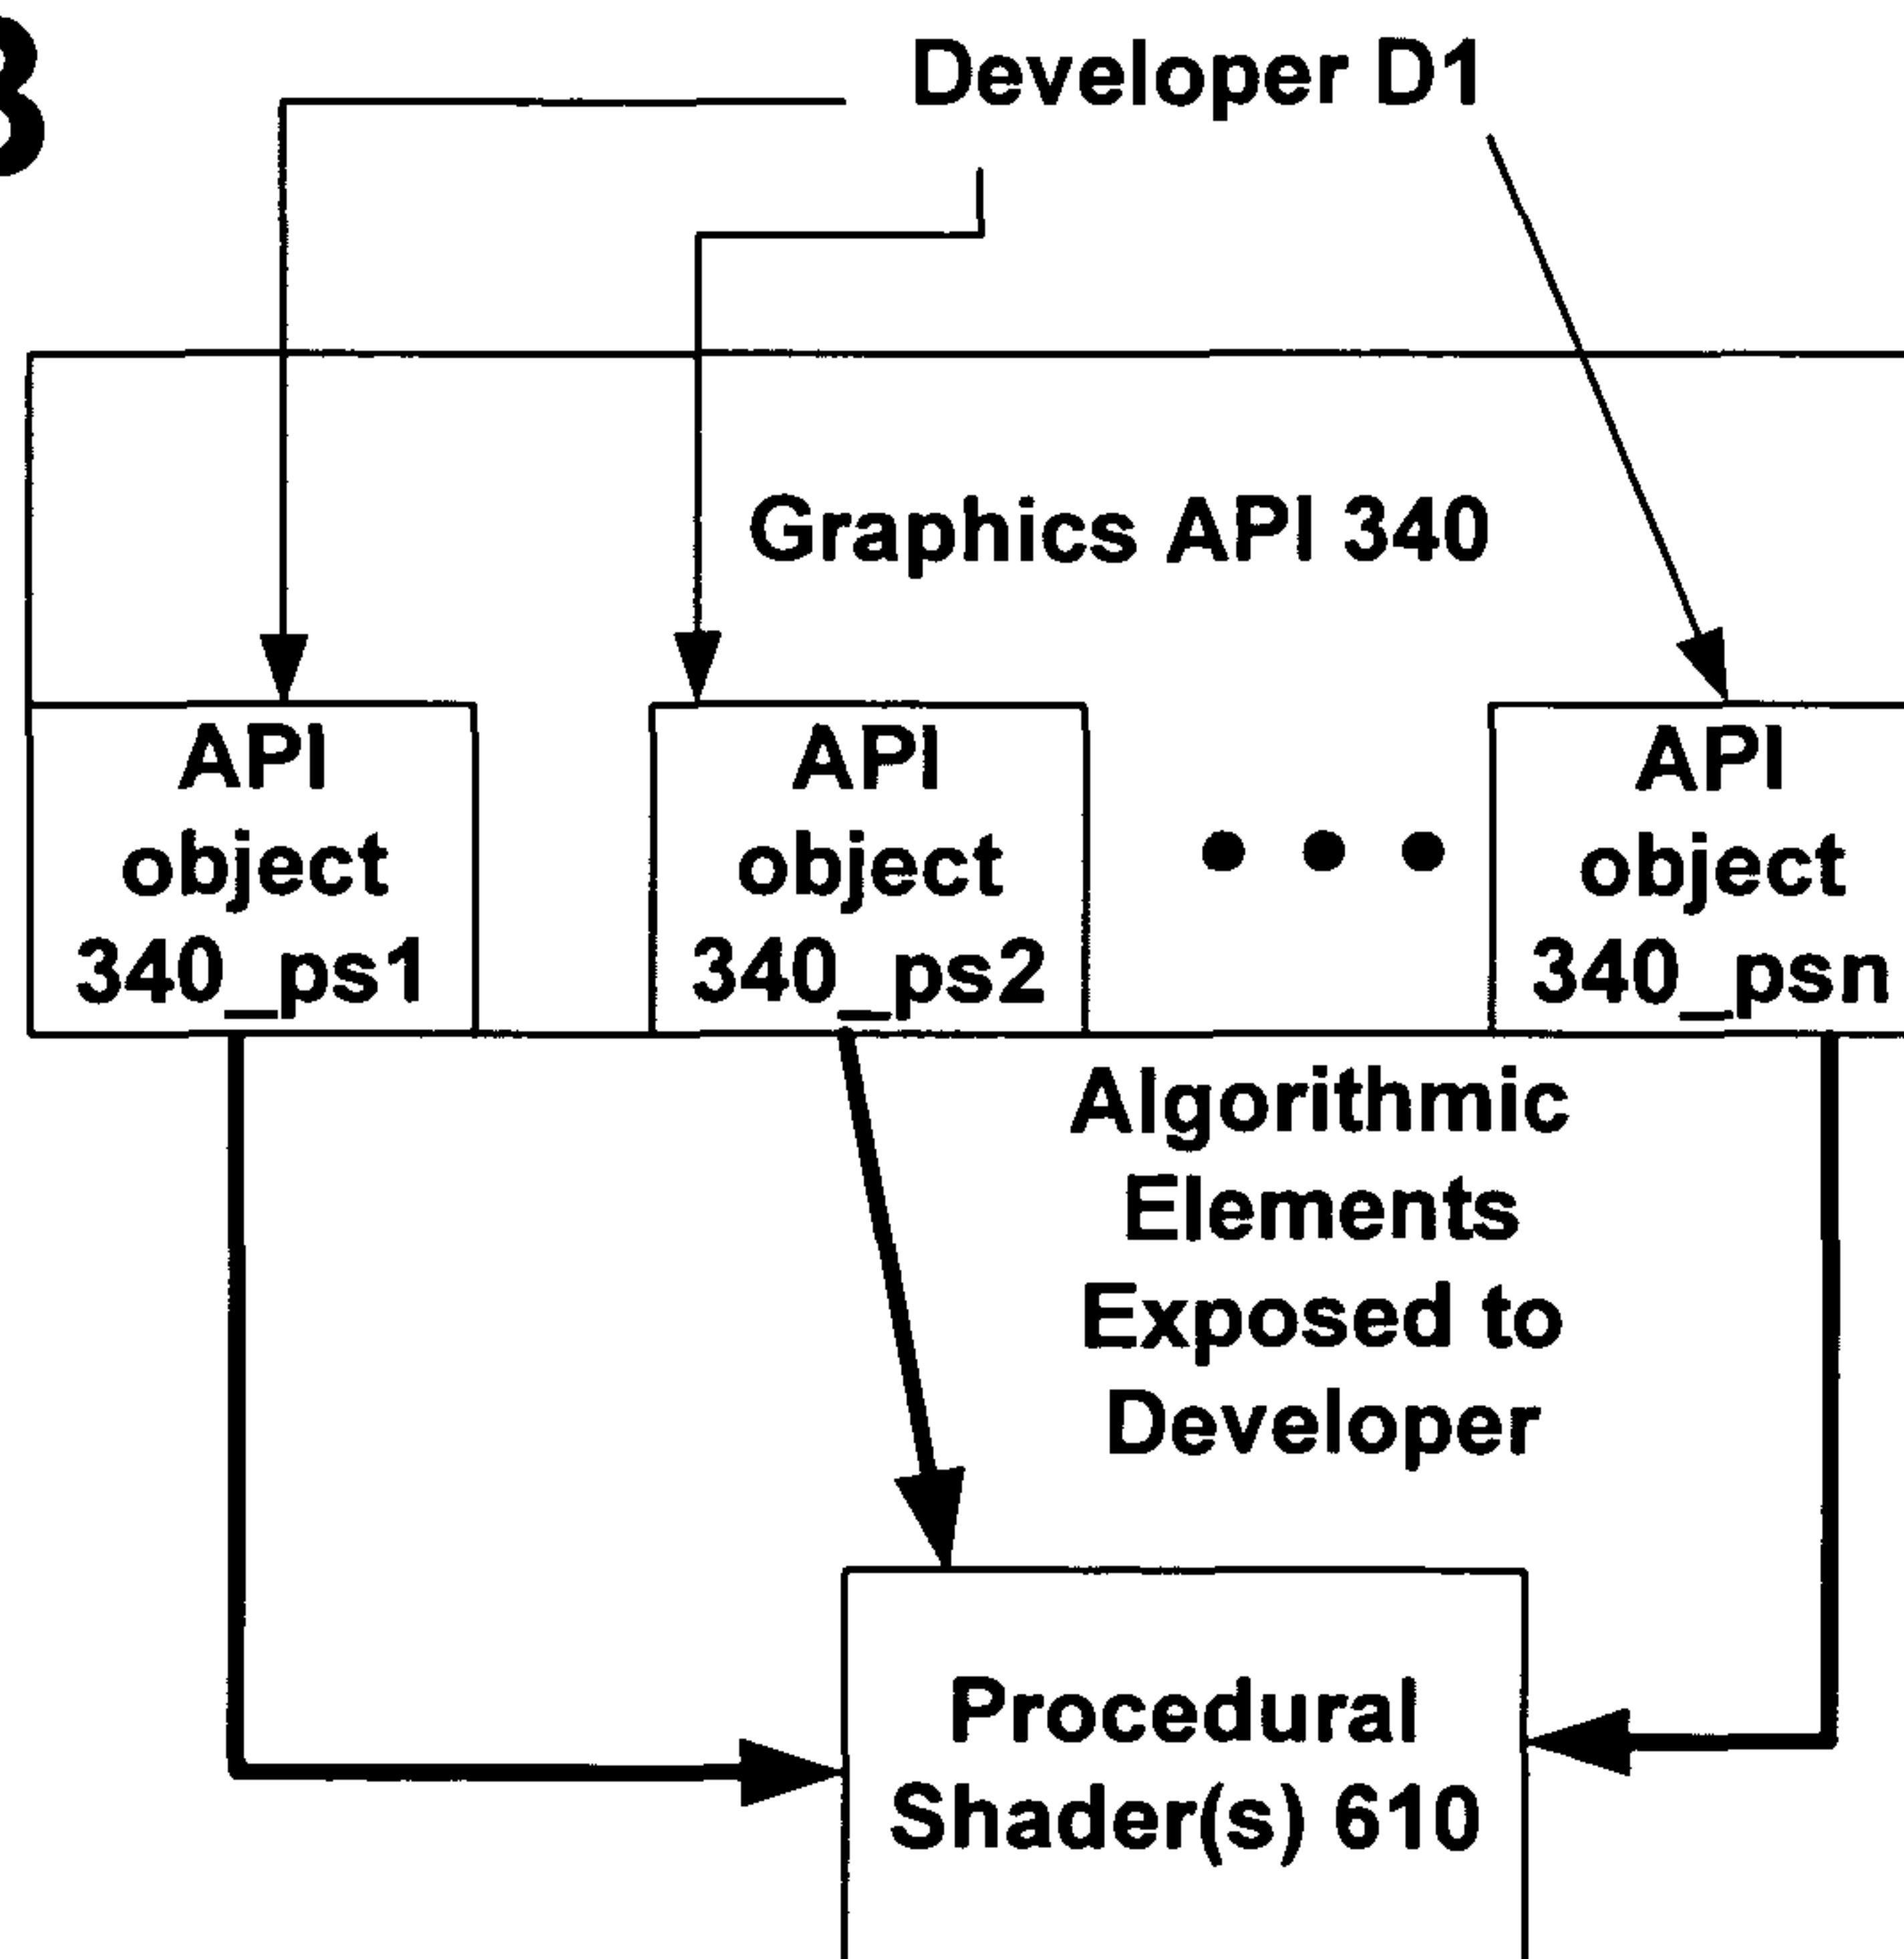 Developer D1
Graphics API 340
API
object
340_ps1
API
object
340_ps2
API
object
340_psn
Algorithmic
Elements
Exposed to
Developer
Procedural
Shader(s) 610